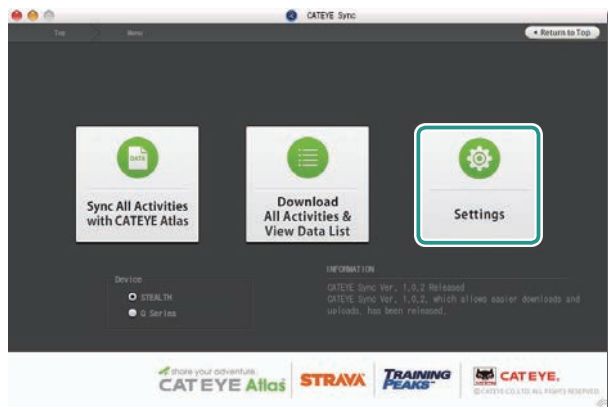 CATEYE Sync
Top Menu
• Return to Top
DATA
Sync All Activities
with CATEYE Atlas
Download
All Activities &
View Data List
Settings
Device
STEALTH
Q Series
INFORMATION
CATEYE Sync Ver. 1.0.2 Released
CATEYE Sync Ver. 1.0.2, which allows easier downloads and
uploads, has been released.
share your adventure.
CATEYE Atlas
STRAVA
TRAINING
PEAKS
CATEYE.
©CATEYE CO.,LTD. ALL RIGHTS RESERVED.